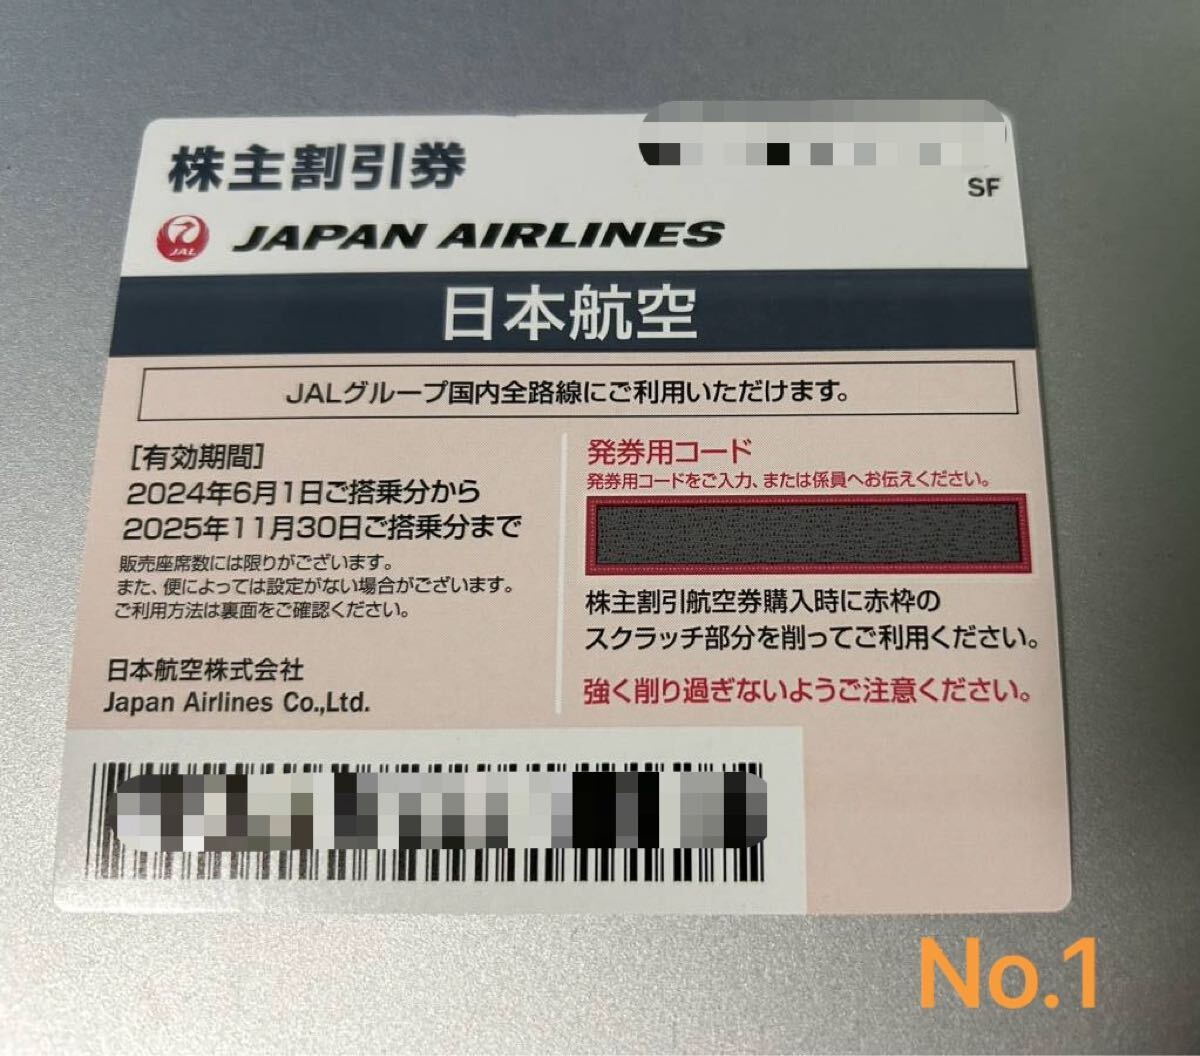 株主割引券
SF
JAL
JAPAN AIRLINES
日本航空
JALグループ国内全路線にご利用いただけます。
[有効期間]
2024年6月1日ご搭乗分から
2025年11月30日ご搭乗分まで
販売座席数には限りがございます。
また、便によっては設定がない場合がございます。
ご利用方法は裏面をご確認ください。
日本航空株式会社
Japan Airlines Co.,Ltd.
発券用コード
発券用コードをご入力、または係員へお伝えください。
株主割引航空券購入時に赤枠の
スクラッチ部分を削ってご利用ください。
強く削り過ぎないようご注意ください。
No.1